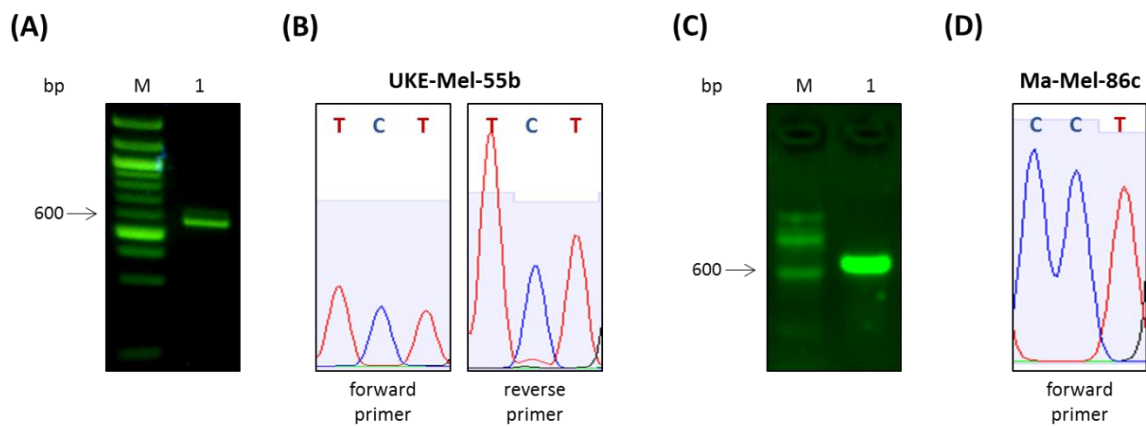 (A)
bp M 1
600
(B)
UKE-Mel-55b
T C T
T C T
forward
primer
reverse
primer
(C)
bp M 1
600
(D)
Ma-Mel-86c
C C T
forward
primer